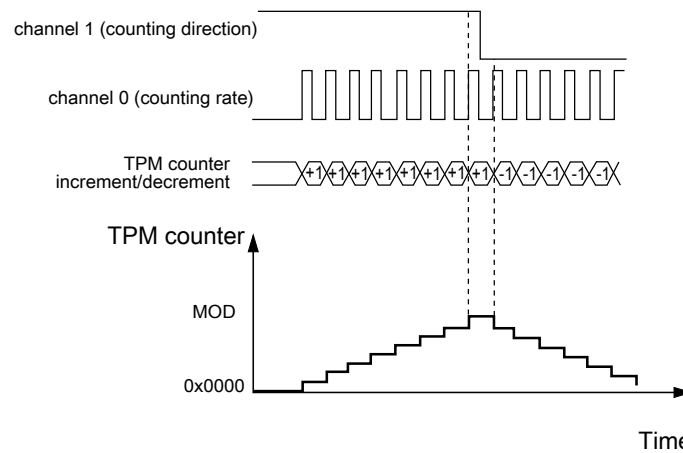 channel 1 (counting direction)
channel 0 (counting rate)
TPM counter
increment/decrement
+1 +1 +1 +1 +1 +1 +1 +1 -1 -1 -1 -1 -1
TPM counter
MOD
0x0000
Time